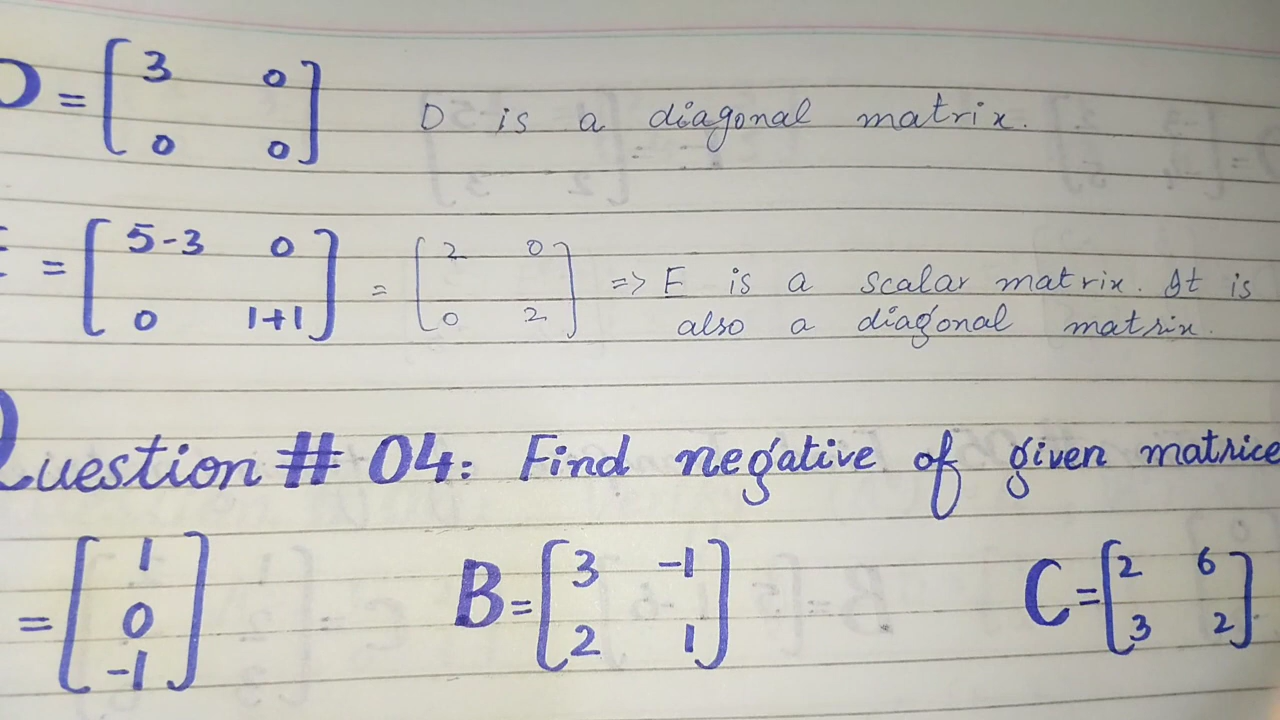 D = [ 3 0
0 0 ] D is a diagonal matrix.
= [ 5-3 0
0 1+1 ] = [ 2 0
0 2 ] => E is a scalar matrix. It is
also a diagonal matrix.
Question # 04: Find negative of given matrice
= [ 1
0
-1 ]
B = [ 3 -1
2 1 ]
C = [ 2 6
3 2 ].